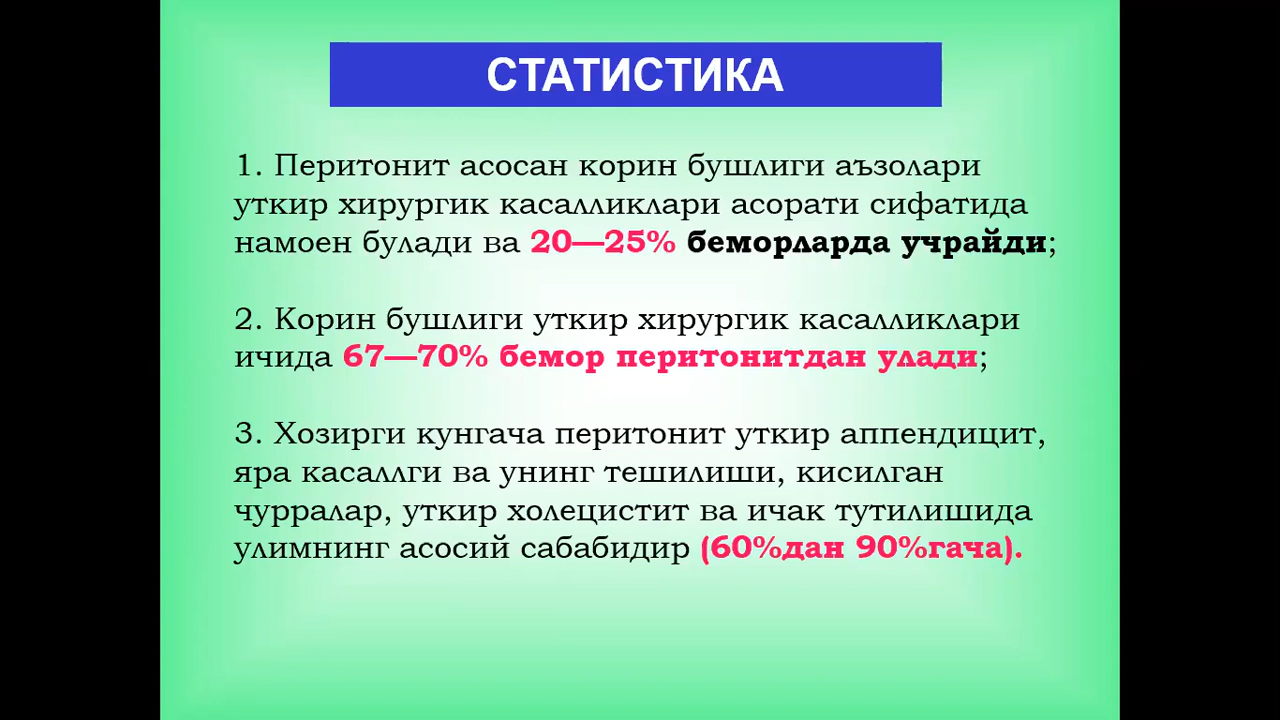 СТАТИСТИКА
1. Перитонит асосан корин бушлиги аъзолари
уткир хирургик касалликлари асорати сифатида
намоен булади ва 20—25% беморларда учрайди;
2. Корин бушлиги уткир хирургик касалликлари
ичида 67—70% бемор перитонитдан улади;
3. Хозирги кунгача перитонит уткир аппендицит,
яра касаллги ва унинг тешилиши, кисилган
чурралар, уткир холецистит ва ичак тутилишида
улимнинг асосий сабабидир (60%дан 90%гача).